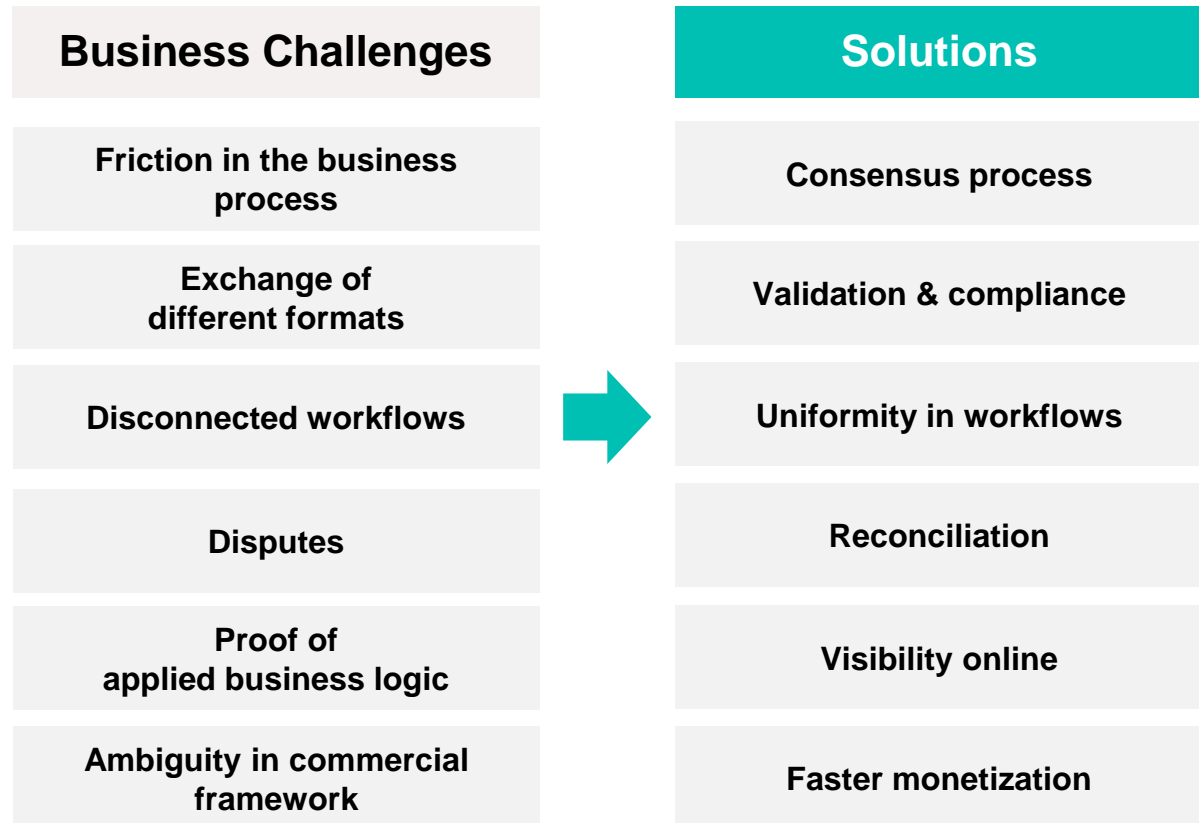 Business Challenges
Friction in the business
process
Exchange of
different formats
Disconnected workflows
Disputes
Proof of
applied business logic
Ambiguity in commercial
framework
Solutions
Consensus process
Validation & compliance
Uniformity in workflows
Reconciliation
Visibility online
Faster monetization